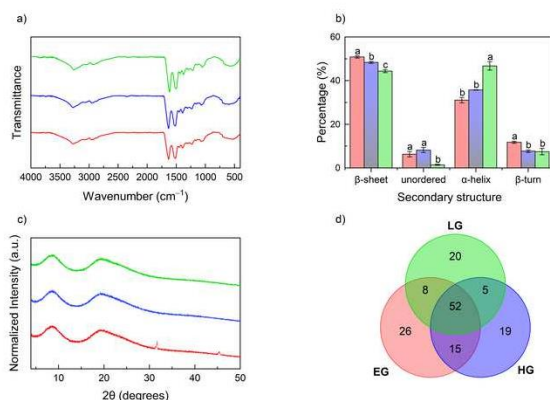 a)
Transmittance
4000 3500 3000 2500 2000 1500 1000 500
Wavenumber (cm⁻¹)
b)
Percentage (%)
60
40
20
0
a b c
a a b
c b a
a b b
β-sheet unordered α-helix β-turn
Secondary structure
c)
Normalized Intensity (a.u.)
10 20 30 40 50
2θ (degrees)
d)
LG
20
8 5
52
26 19
15
EG HG